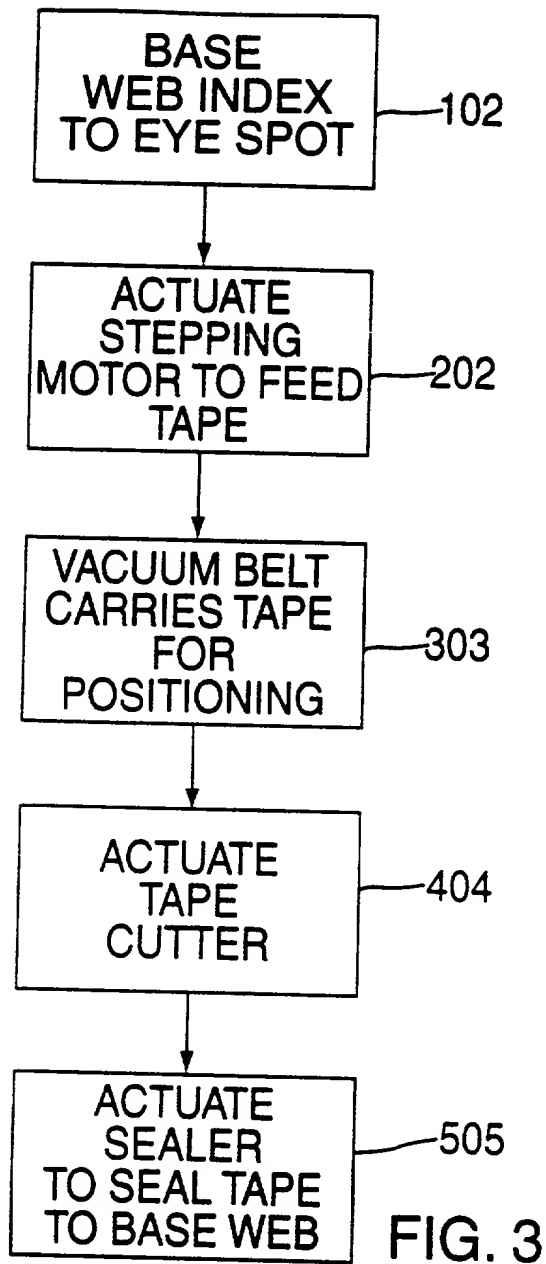 BASE
WEB INDEX
TO EYE SPOT
102
ACTUATE
STEPPING
MOTOR TO FEED
TAPE
202
VACUUM BELT
CARRIES TAPE
FOR
POSITIONING
303
ACTUATE
TAPE
CUTTER
404
ACTUATE
SEALER
TO SEAL TAPE
TO BASE WEB
505
FIG. 3